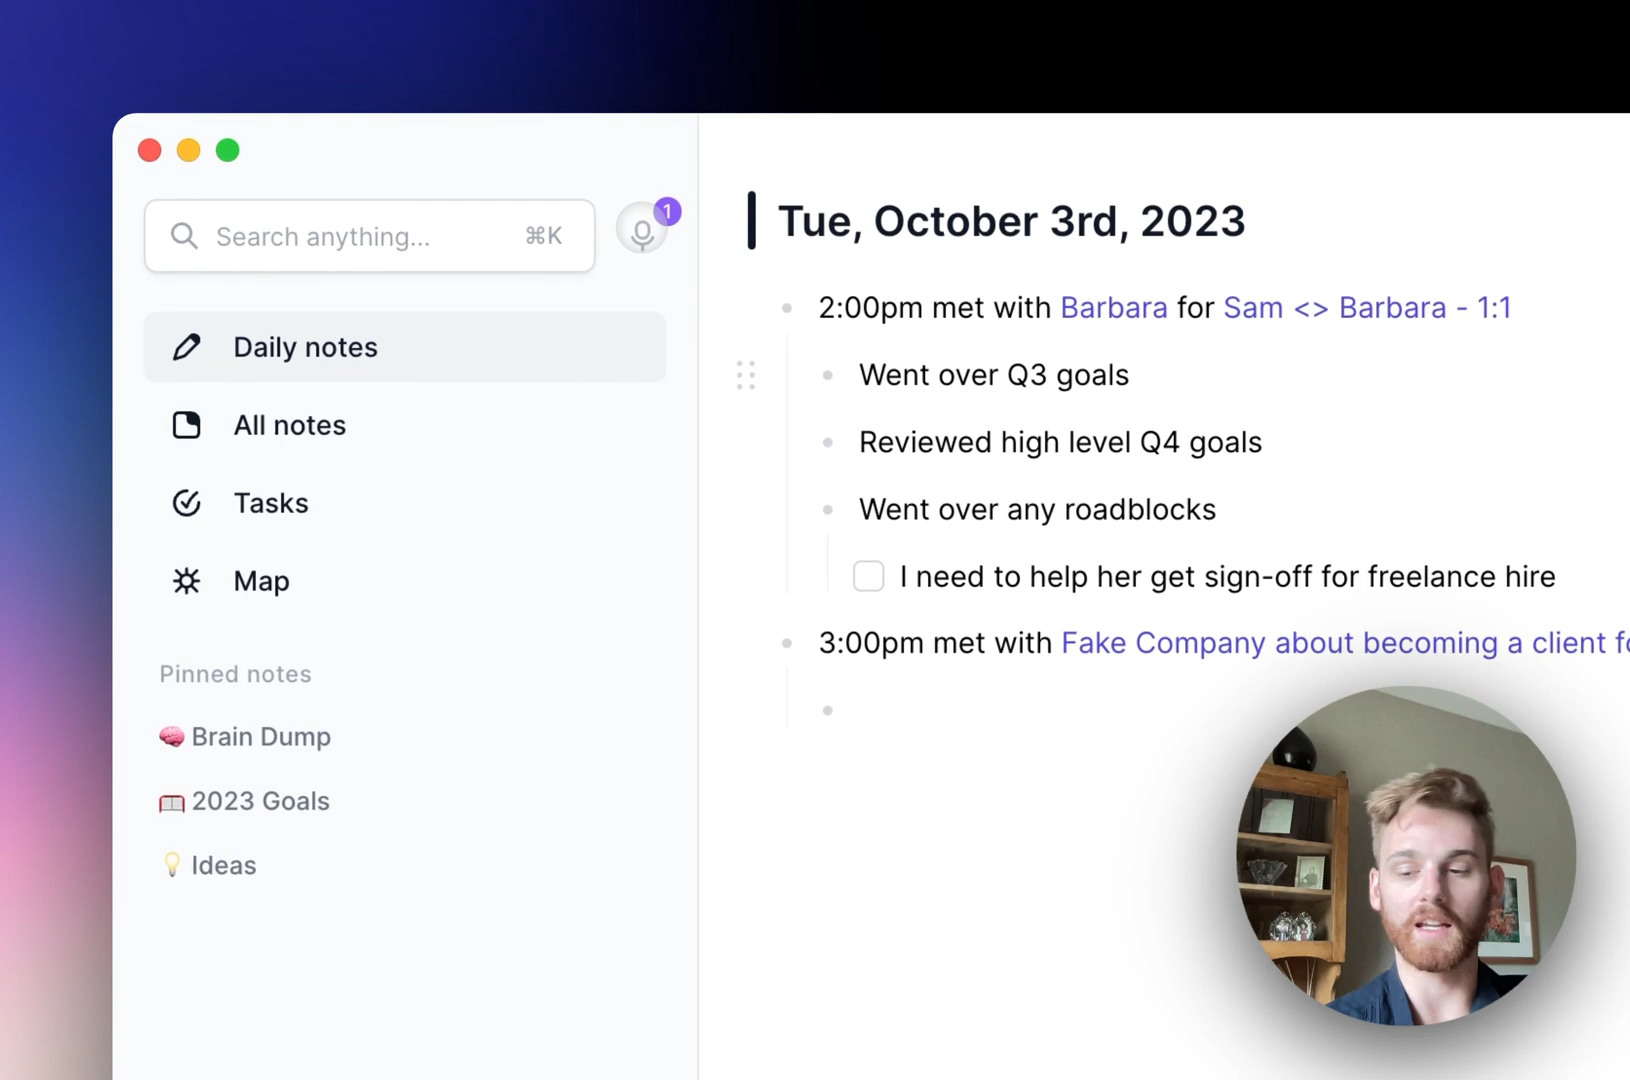 Search anything... ⌘K
1
Daily notes
All notes
Tasks
Map
Pinned notes
Brain Dump
2023 Goals
Ideas
Tue, October 3rd, 2023
2:00pm met with Barbara for Sam <> Barbara - 1:1
Went over Q3 goals
Reviewed high level Q4 goals
Went over any roadblocks
I need to help her get sign-off for freelance hire
3:00pm met with Fake Company about becoming a client